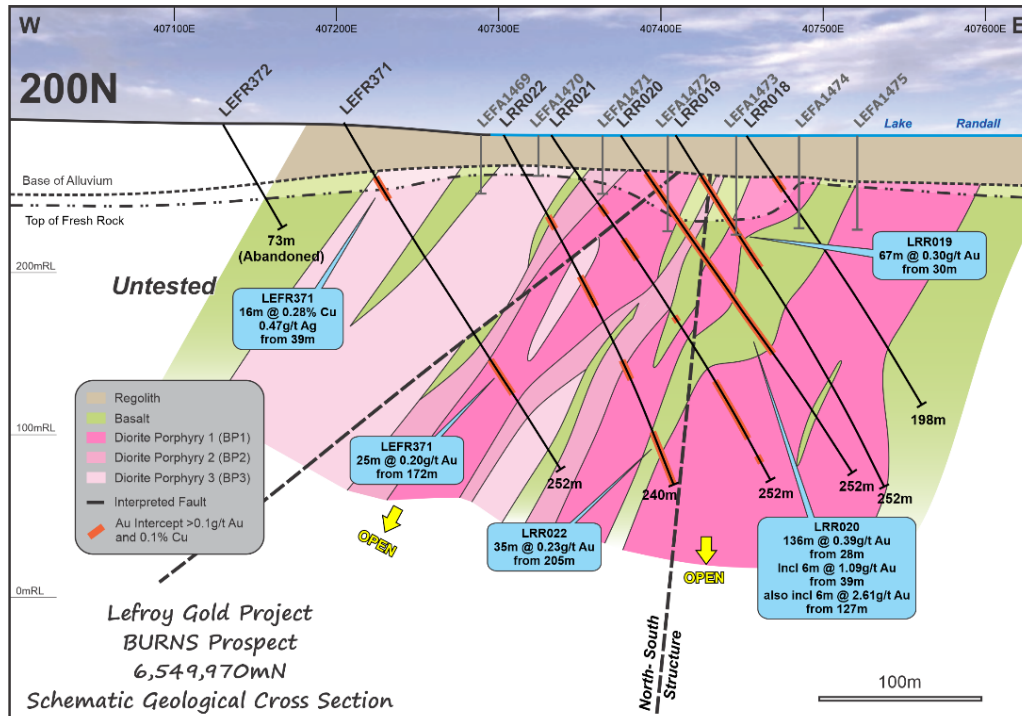 W
407100E
407200E
407300E
407400E
407500E
407600E
E
200N
LEFR372
LEFR371
LEFA1469
LRR022
LEFA1470
LRR021
LEFA1471
LRR020
LEFA1472
LRR019
LEFA1473
LRR018
LEFA1474
LEFA1475
Lake Randall
Base of Alluvium
Top of Fresh Rock
73m
(Abandoned)
Untested
200mRL
LEFR371
16m @ 0.28% Cu
0.47g/t Ag
from 39m
LRR019
67m @ 0.30g/t Au
from 30m
Regolith
Basalt
Diorite Porphyry 1 (BP1)
Diorite Porphyry 2 (BP2)
Diorite Porphyry 3 (BP3)
Interpreted Fault
Au Intercept >0.1g/t Au
and 0.1% Cu
100mRL
LEFR371
25m @ 0.20g/t Au
from 172m
198m
252m
240m
252m
252m
252m
OPEN
LRR022
35m @ 0.23g/t Au
from 205m
OPEN
LRR020
136m @ 0.39g/t Au
from 28m
Incl 6m @ 1.09g/t Au
from 39m
also incl 6m @ 2.61g/t Au
from 127m
0mRL
Lefroy Gold Project
BURNS Prospect
6,549,970mN
Schematic Geological Cross Section
North- South
Structure
100m